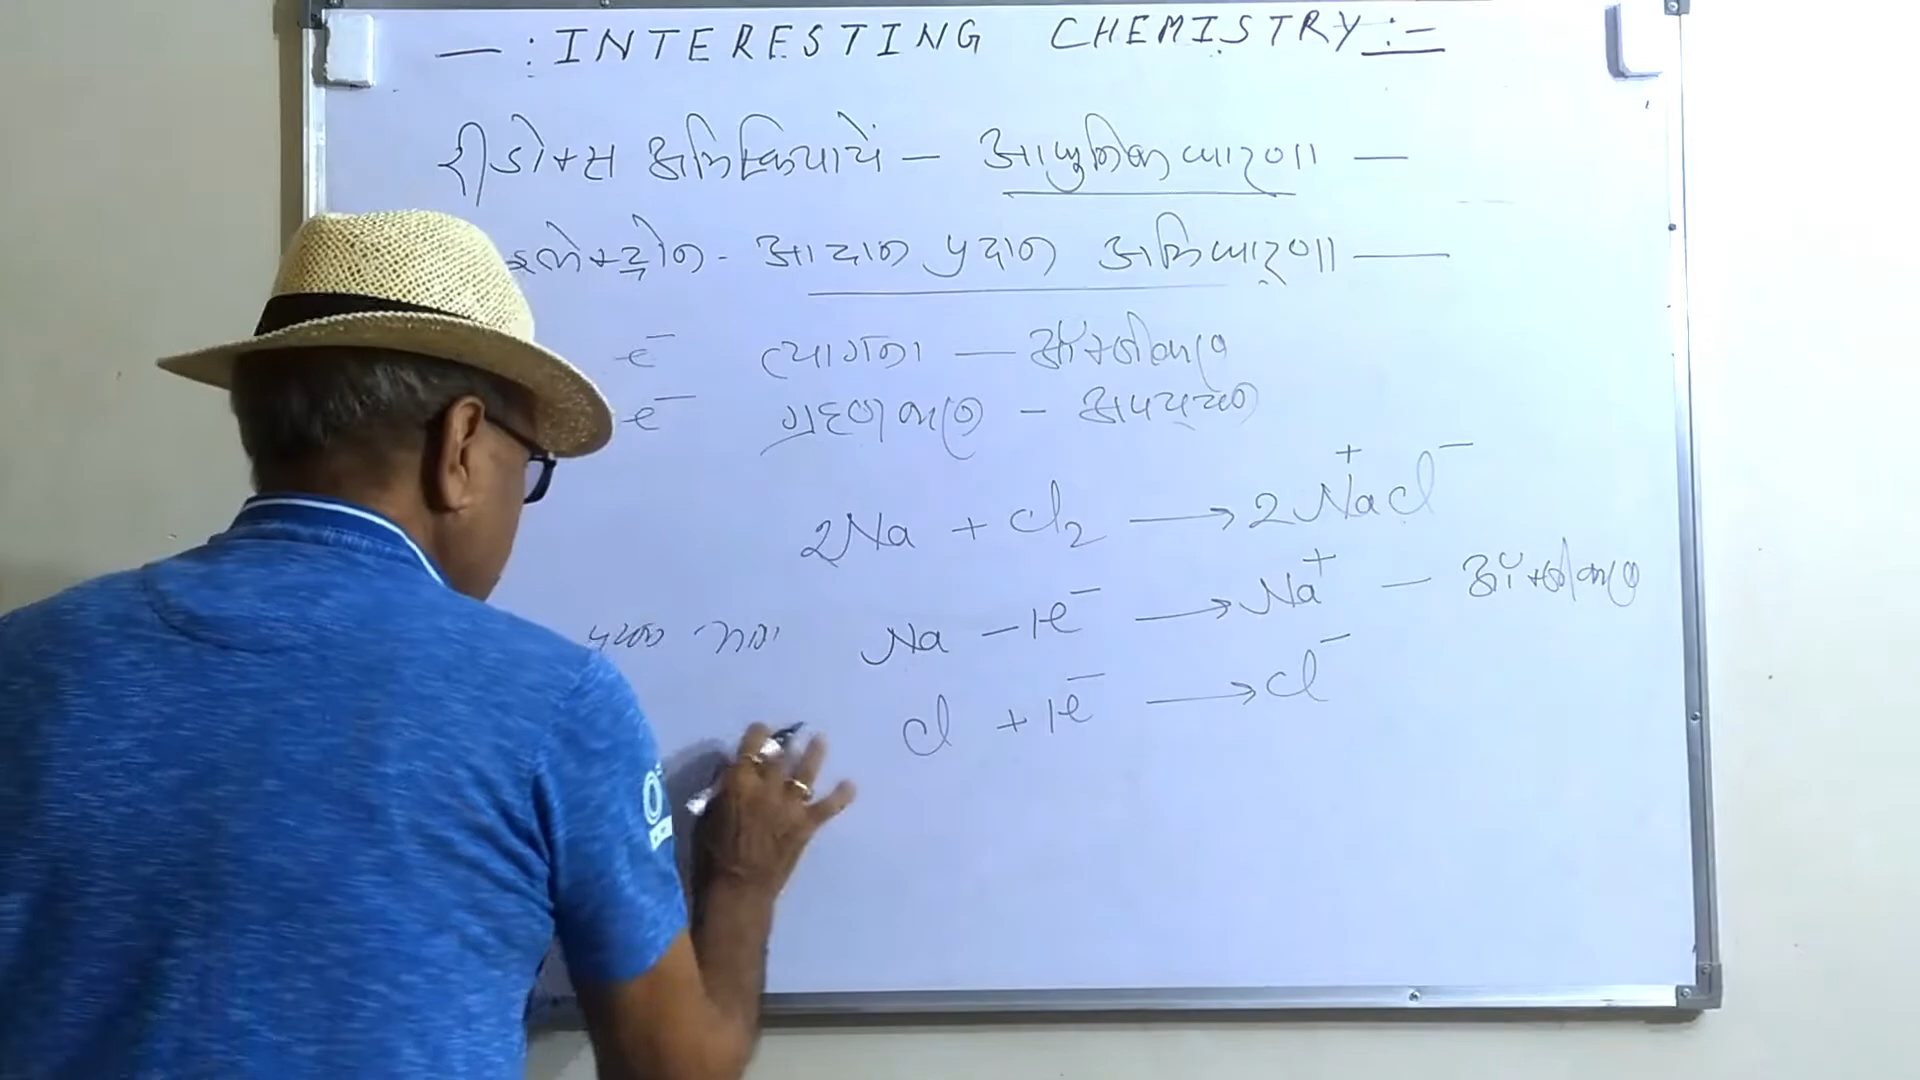 — : INTERESTING CHEMISTRY : —
रीडोक्स अभिक्रियायें — आधुनिक धारणा —
इलेक्ट्रोन - आदान प्रदान अभिधारणा —
e⁻ त्यागना — ऑक्सीकरण
e⁻ ग्रहण करना - अपचयन
2Na + Cl₂ → 2Na⁺Cl⁻
Na − 1e⁻ → Na⁺ — ऑक्सीकरण
Cl + 1e⁻ → Cl⁻